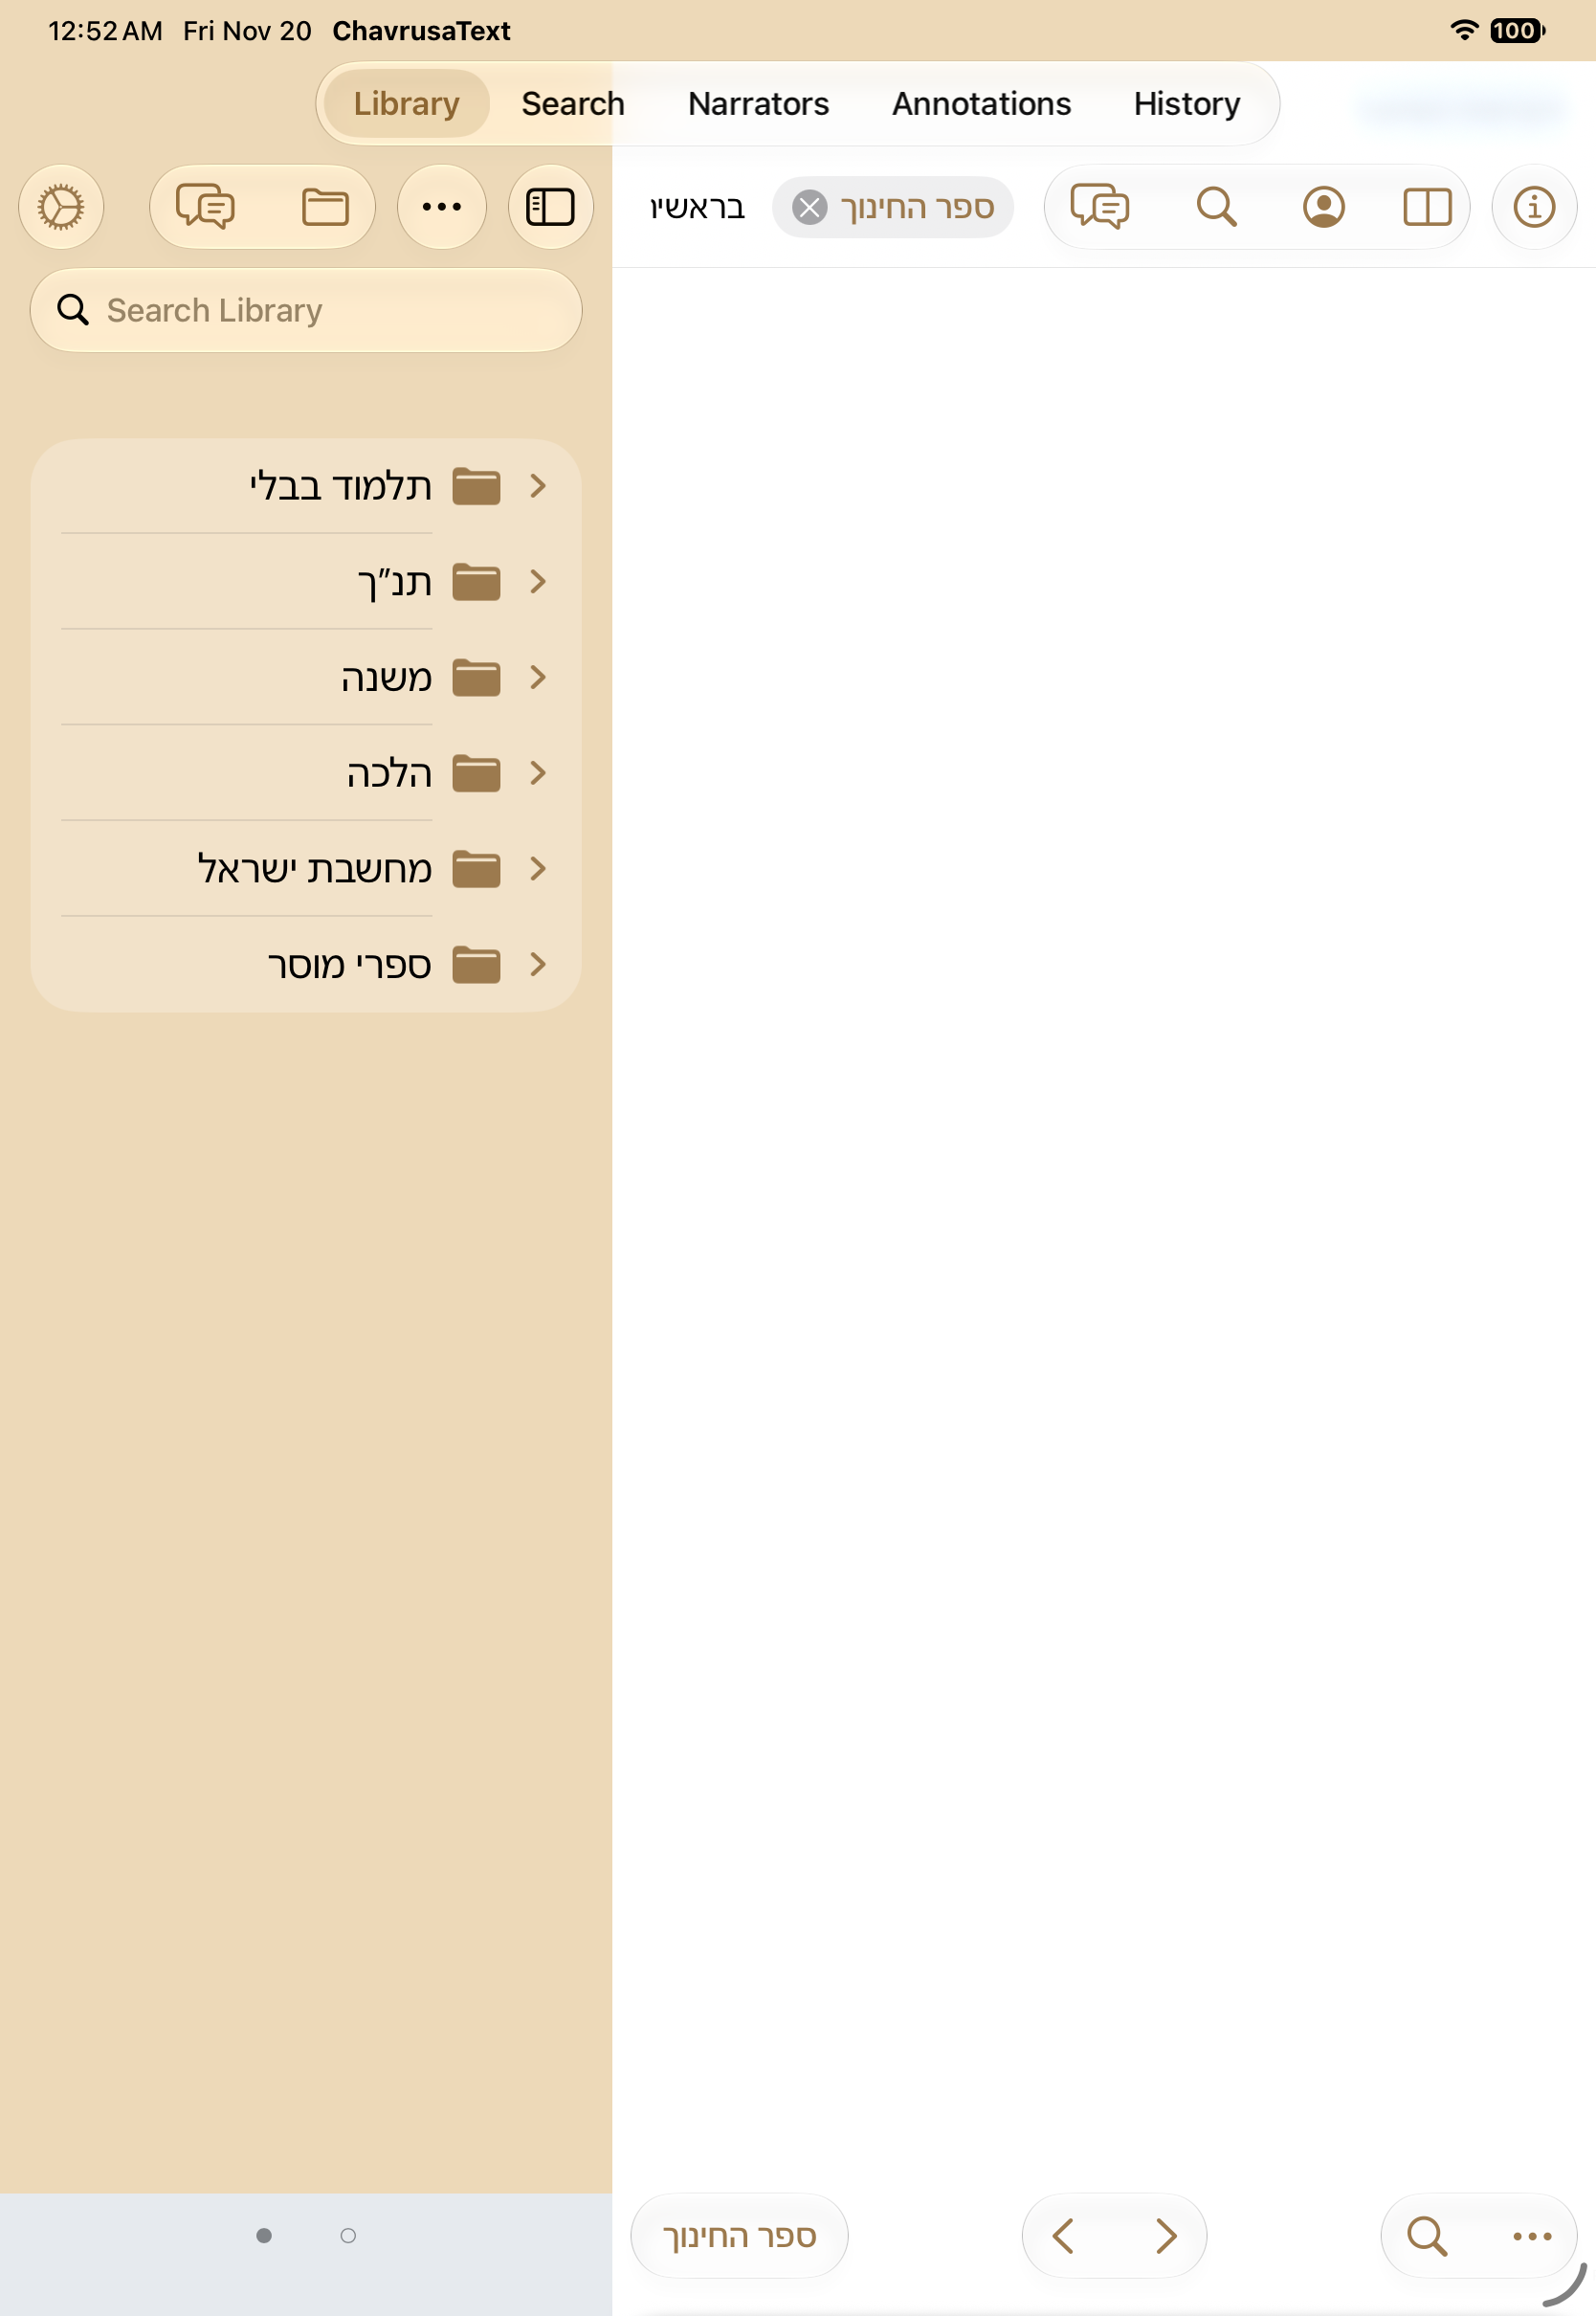 12:52 AM Fri Nov 20 ChavrusaText
100
Library Search Narrators Annotations History
ספר החינוך
Search Library
תלמוד בבלי
תנ"ך
משנה
הלכה
מחשבת ישראל
ספרי מוסר
ספר החינוך